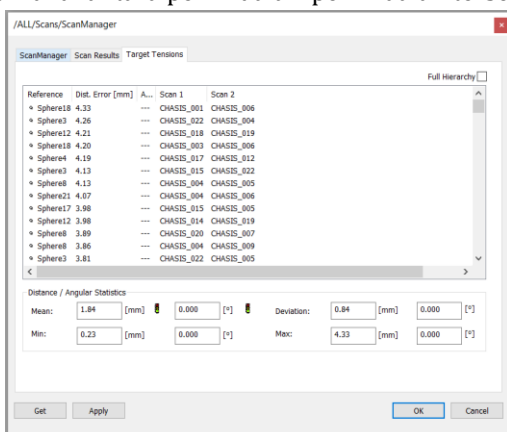 /ALL/Scans/ScanManager
ScanManager Scan Results Target Tensions
Full Hierarchy
Reference Dist. Error [mm] A... Scan 1 Scan 2
Sphere18 4.33 --- CHASIS_001 CHASIS_006
Sphere3 4.26 --- CHASIS_022 CHASIS_004
Sphere12 4.21 --- CHASIS_018 CHASIS_019
Sphere18 4.20 --- CHASIS_003 CHASIS_006
Sphere4 4.19 --- CHASIS_017 CHASIS_012
Sphere3 4.13 --- CHASIS_015 CHASIS_022
Sphere8 4.13 --- CHASIS_004 CHASIS_005
Sphere21 4.07 --- CHASIS_004 CHASIS_006
Sphere17 3.98 --- CHASIS_015 CHASIS_005
Sphere12 3.98 --- CHASIS_014 CHASIS_019
Sphere8 3.89 --- CHASIS_020 CHASIS_007
Sphere8 3.86 --- CHASIS_004 CHASIS_009
Sphere3 3.81 --- CHASIS_022 CHASIS_005
Distance / Angular Statistics
Mean: 1.84 [mm] 0.000 [°] Deviation: 0.84 [mm] 0.000 [°]
Min: 0.23 [mm] 0.000 [°] Max: 4.33 [mm] 0.000 [°]
Get Apply OK Cancel